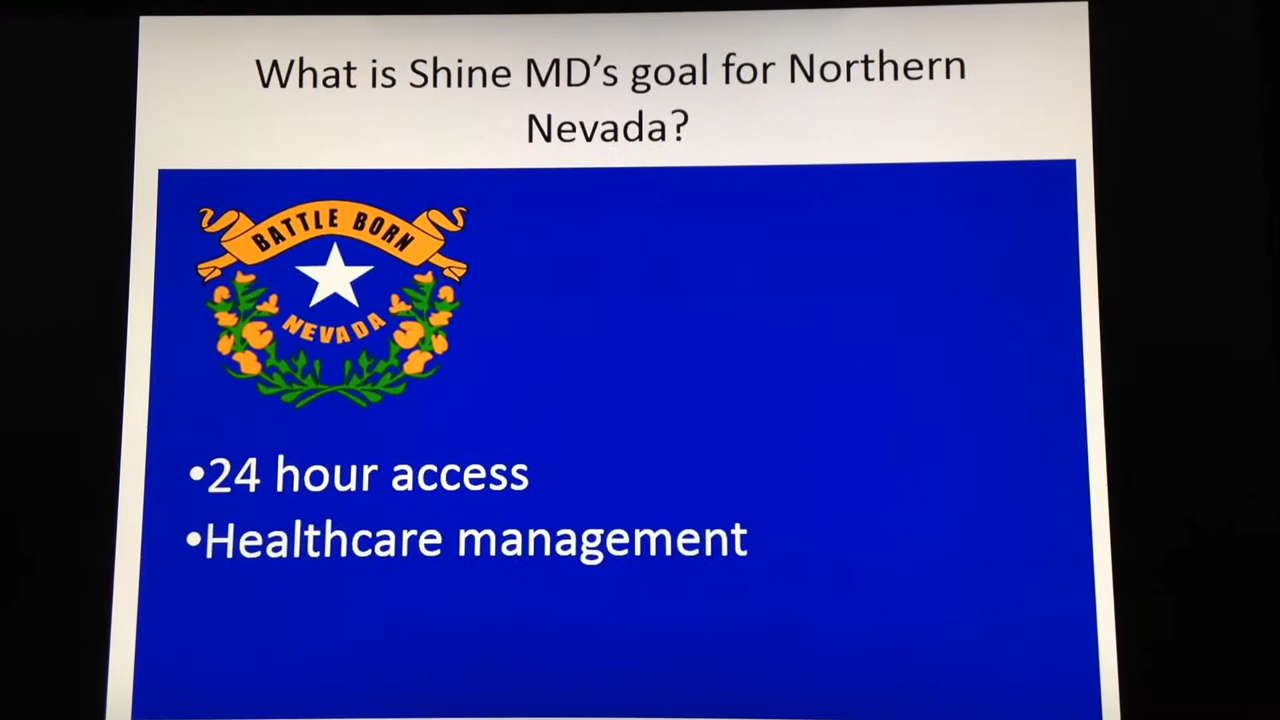 What is Shine MD's goal for Northern
Nevada?
BATTLE BORN
NEVADA
•24 hour access
•Healthcare management